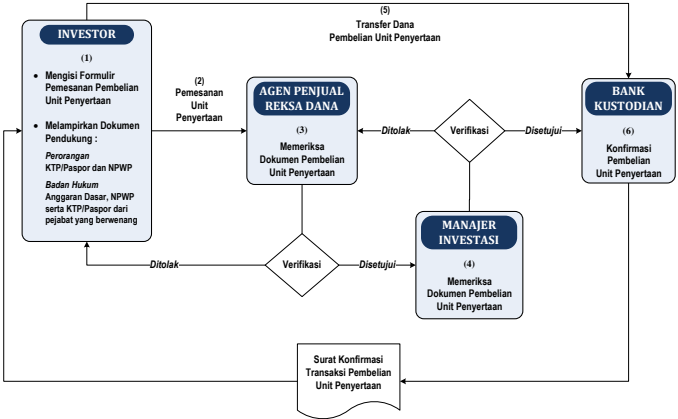 (5)
Transfer Dana
Pembelian Unit Penyertaan
INVESTOR
(1)
• Mengisi Formulir
Pemesanan Pembelian
Unit Penyertaan
• Melampirkan Dokumen
Pendukung :
Perorangan
KTP/Paspor dan NPWP
Badan Hukum
Anggaran Dasar, NPWP
serta KTP/Paspor dari
pejabat yang berwenang
(2)
Pemesanan
Unit
Penyertaan
AGEN PENJUAL
REKSA DANA
(3)
Memeriksa
Dokumen Pembelian
Unit Penyertaan
Ditolak
Verifikasi
Disetujui
BANK
KUSTODIAN
(6)
Konfirmasi
Pembelian
Unit Penyertaan
Ditolak
Verifikasi
Disetujui
MANAJER
INVESTASI
(4)
Memeriksa
Dokumen Pembelian
Unit Penyertaan
Surat Konfirmasi
Transaksi Pembelian
Unit Penyertaan